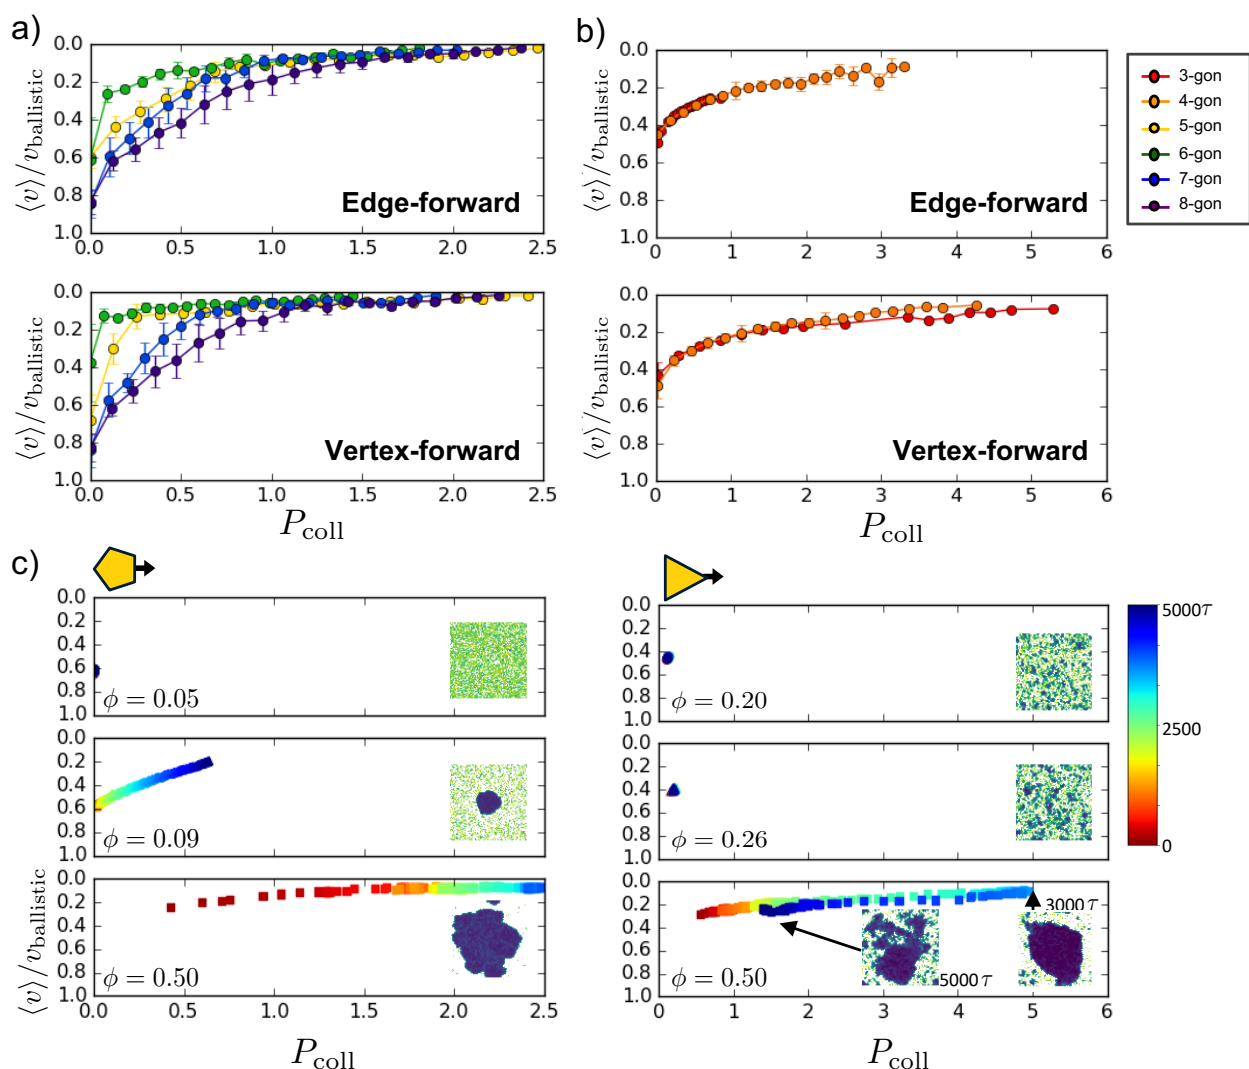 a)
0.0
0.2
0.4
0.6
0.8
1.0
⟨v⟩/v_ballistic
Edge-forward
0.0 0.5 1.0 1.5 2.0 2.5
0.0
0.2
0.4
0.6
0.8
1.0
⟨v⟩/v_ballistic
Vertex-forward
0.0 0.5 1.0 1.5 2.0 2.5
P_coll
b)
0.0
0.2
0.4
0.6
0.8
1.0
⟨v⟩/v_ballistic
Edge-forward
0 1 2 3 4 5 6
0.0
0.2
0.4
0.6
0.8
1.0
⟨v⟩/v_ballistic
Vertex-forward
0 1 2 3 4 5 6
P_coll
3-gon
4-gon
5-gon
6-gon
7-gon
8-gon
c)
0.0
0.2
0.4
0.6
0.8
1.0
ϕ = 0.05
0.0
0.2
0.4
0.6
0.8
1.0
ϕ = 0.09
0.0
0.2
0.4
0.6
0.8
1.0
⟨v⟩/v_ballistic
ϕ = 0.50
0.0 0.5 1.0 1.5 2.0 2.5
P_coll
0.0
0.2
0.4
0.6
0.8
1.0
ϕ = 0.20
0.0
0.2
0.4
0.6
0.8
1.0
ϕ = 0.26
0.0
0.2
0.4
0.6
0.8
1.0
3000τ
5000τ
ϕ = 0.50
0 1 2 3 4 5 6
P_coll
5000τ
2500
0